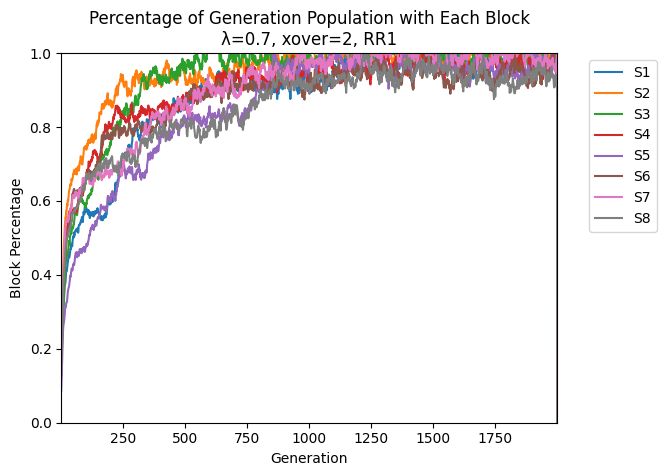 Percentage of Generation Population with Each Block
λ=0.7, xover=2, RR1
1.0
0.8
0.6
0.4
0.2
0.0
Block Percentage
250
500
750
1000
1250
1500
1750
Generation
S1
S2
S3
S4
S5
S6
S7
S8